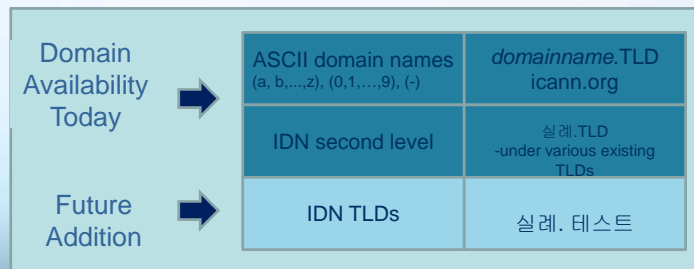 Domain
Availability
Today
ASCII domain names
(a, b,...,z), (0,1,...,9), (-)
domainname.TLD
icann.org
IDN second level
실례.TLD
-under various existing
TLDs
Future
Addition
IDN TLDs
실례. 테스트